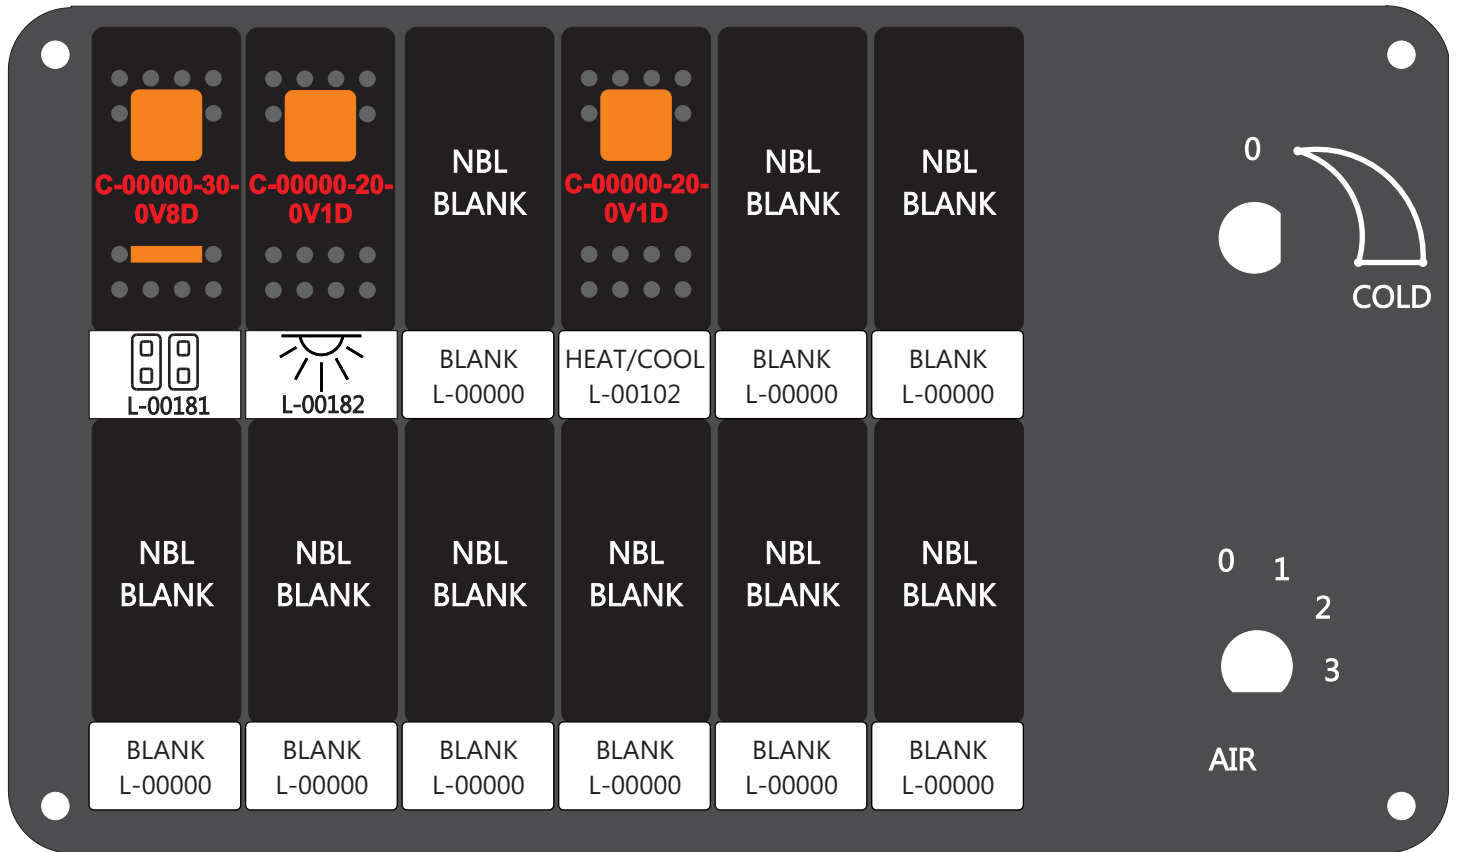 C-00000-30-
0V8D
C-00000-20-
0V1D
NBL
BLANK
C-00000-20-
0V1D
NBL
BLANK
NBL
BLANK
0
COLD
L-00181
L-00182
BLANK
L-00000
HEAT/COOL
L-00102
BLANK
L-00000
BLANK
L-00000
NBL
BLANK
NBL
BLANK
NBL
BLANK
NBL
BLANK
NBL
BLANK
NBL
BLANK
0
1
2
3
AIR
BLANK
L-00000
BLANK
L-00000
BLANK
L-00000
BLANK
L-00000
BLANK
L-00000
BLANK
L-00000